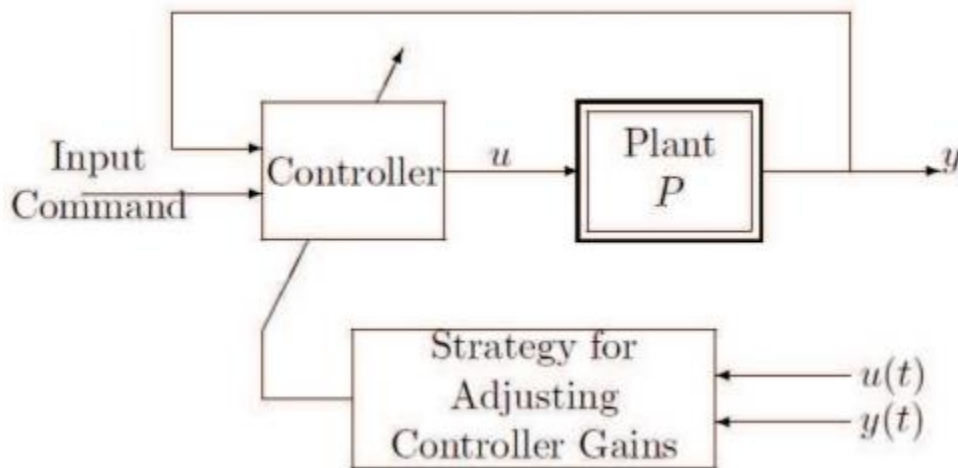 Input
Command
Controller
u
Plant
P
y
Strategy for
Adjusting
Controller Gains
u(t)
y(t)